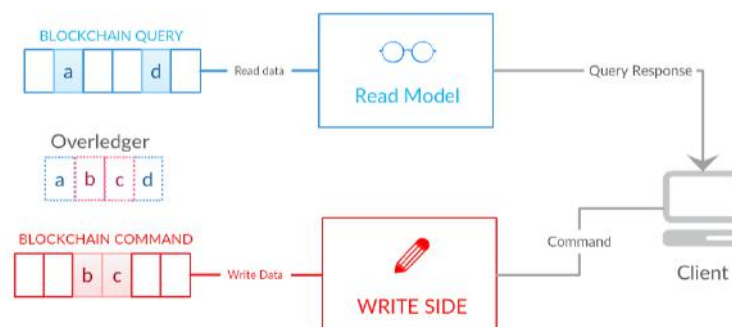 BLOCKCHAIN QUERY
a d
Read data
Read Model
Query Response
Overledger
a b c d
BLOCKCHAIN COMMAND
b c
Write Data
WRITE SIDE
Command
Client